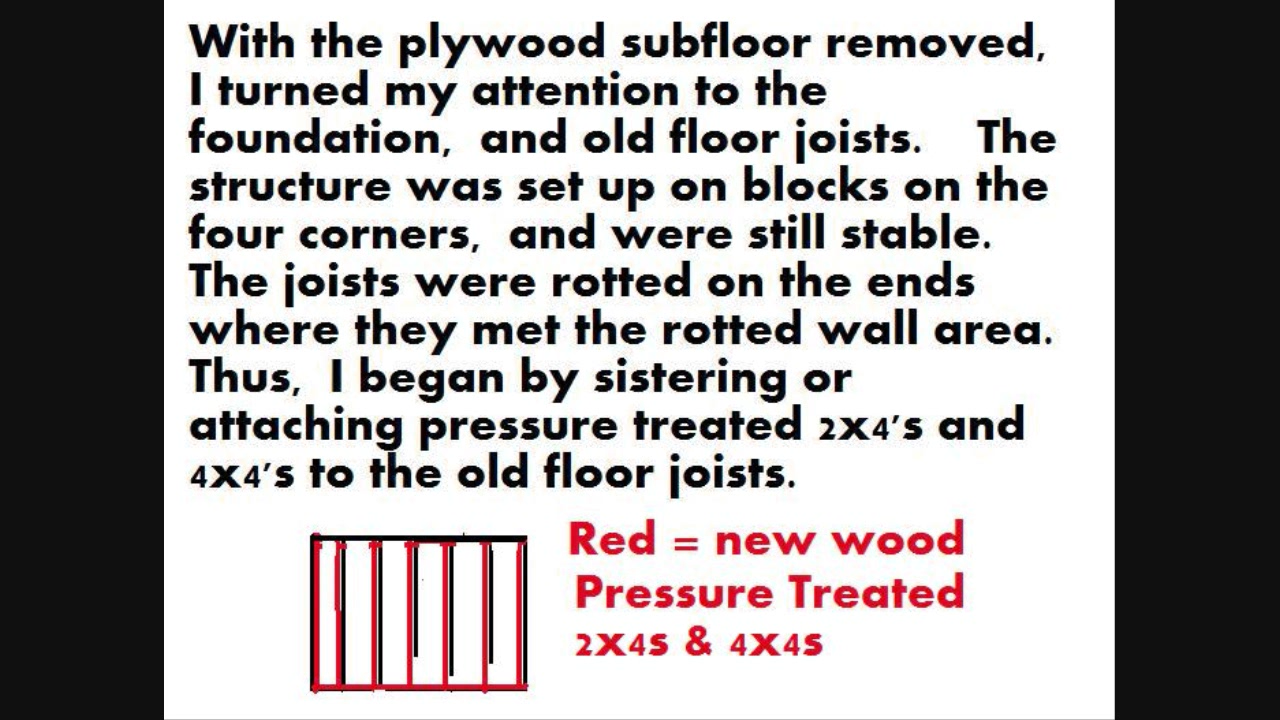 With the plywood subfloor removed,
I turned my attention to the
foundation, and old floor joists. The
structure was set up on blocks on the
four corners, and were still stable.
The joists were rotted on the ends
where they met the rotted wall area.
Thus, I began by sistering or
attaching pressure treated 2x4's and
4x4's to the old floor joists.
Red = new wood
Pressure Treated
2x4s & 4x4s